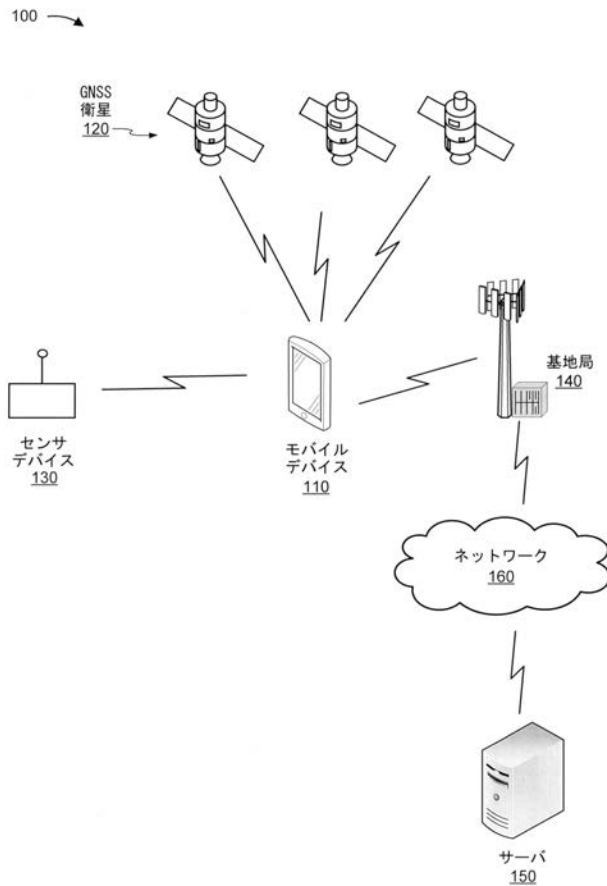 100
GNSS
衛星
120
基地局
140
センサ
デバイス
130
モバイル
デバイス
110
ネットワーク
160
サーバ
150